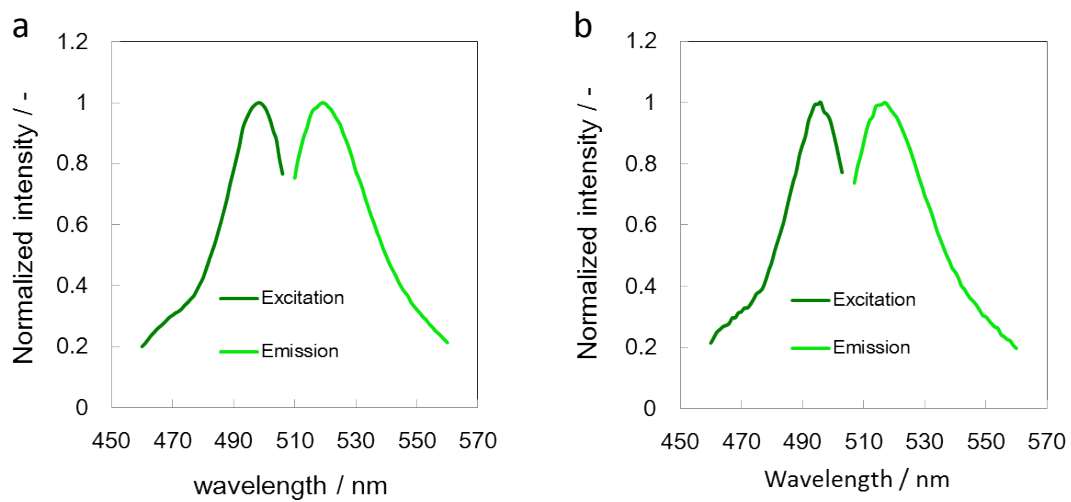 a
Normalized intensity / -
1.2
1
0.8
0.6
0.4
0.2
0
Excitation
Emission
450 470 490 510 530 550 570
wavelength / nm
b
Normalized intensity / -
1.2
1
0.8
0.6
0.4
0.2
0
Excitation
Emission
450 470 490 510 530 550 570
Wavelength / nm